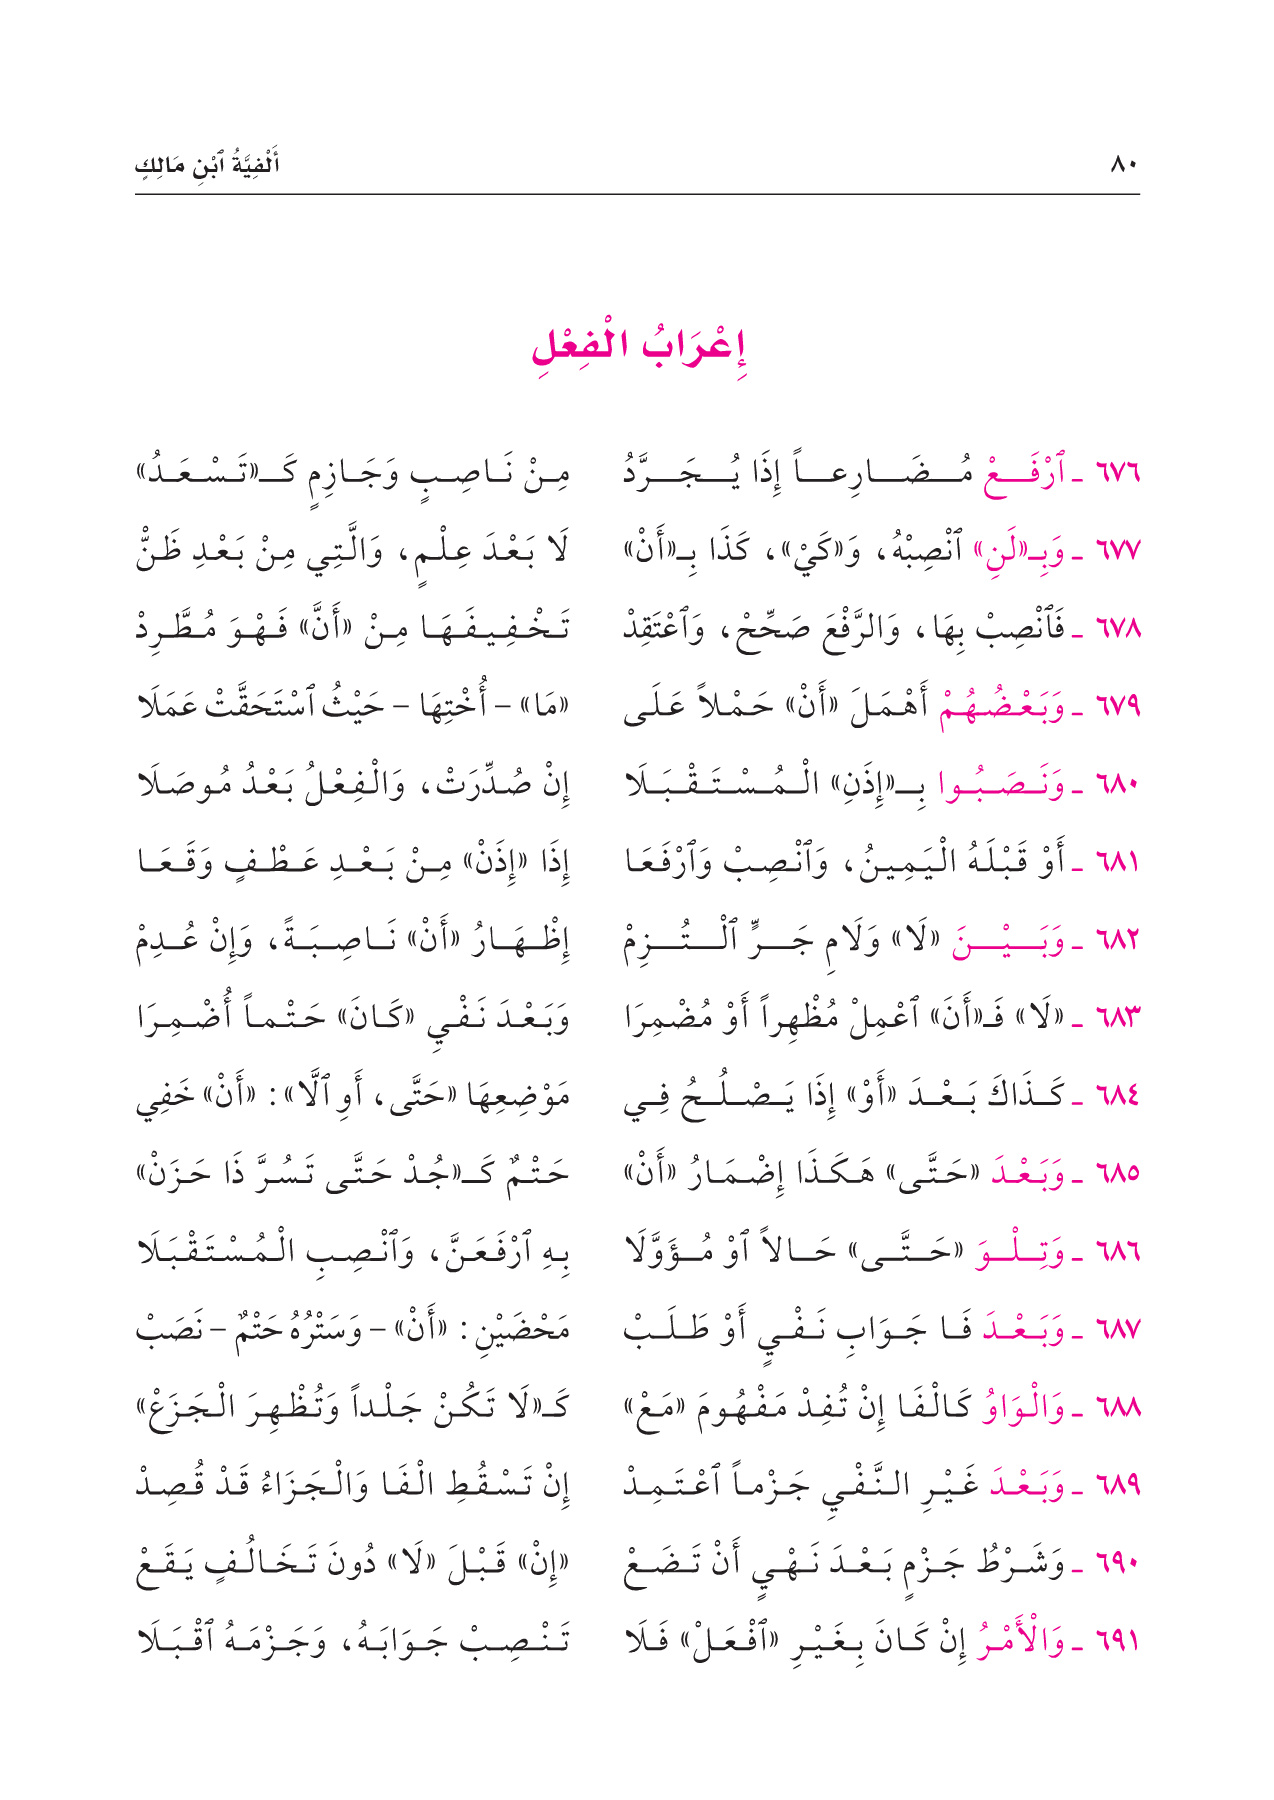 ٨٠ أَلْفِيَّةُ ٱبْنِ مَالِكٍ
إِعْرَابُ الْفِعْلِ
٦٧٦ ـ ٱرْفَعْ مُضَارِعاً إِذَا يُجَرَّدُ مِنْ نَاصِبٍ وَجَازِمٍ كَـ«تَسْعَدُ»
٦٧٧ ـ وَبِـ«لَنِ» ٱنْصِبْهُ، وَ«كَيْ»، كَذَا بِـ«أَنْ» لَا بَعْدَ عِلْمٍ، وَالَّتِي مِنْ بَعْدِ ظَنّْ
٦٧٨ ـ فَٱنْصِبْ بِهَا، وَالرَّفْعَ صَحِّحْ، وَٱعْتَقِدْ تَخْفِيفَهَا مِنْ «أَنَّ» فَهْوَ مُطَّرِدْ
٦٧٩ ـ وَبَعْضُهُمْ أَهْمَلَ «أَنْ» حَمْلاً عَلَى «مَا» - أُخْتِهَا - حَيْثُ ٱسْتَحَقَّتْ عَمَلَا
٦٨٠ ـ وَنَصَبُوا بِـ«إِذَنِ» الْمُسْتَقْبَلَا إِنْ صُدِّرَتْ، وَالْفِعْلُ بَعْدُ مُوصَلَا
٦٨١ ـ أَوْ قَبْلَهُ الْيَمِينُ، وَٱنْصِبْ وَٱرْفَعَا إِذَا «إِذَنْ» مِنْ بَعْدِ عَطْفٍ وَقَعَا
٦٨٢ ـ وَبَيْنَ «لَا» وَلَامِ جَرٍّ ٱلْتُزِمْ إِظْهَارُ «أَنْ» نَاصِبَةً، وَإِنْ عُدِمْ
٦٨٣ ـ «لَا» فَـ«أَنَ» ٱعْمِلْ مُظْهِراً أَوْ مُضْمِرَا وَبَعْدَ نَفْيِ «كَانَ» حَتْماً أُضْمِرَا
٦٨٤ ـ كَذَاكَ بَعْدَ «أَوْ» إِذَا يَصْلُحُ فِي مَوْضِعِهَا «حَتَّى، أَوِ ٱلَّا»: «أَنْ» خَفِي
٦٨٥ ـ وَبَعْدَ «حَتَّى» هَكَذَا إِضْمَارُ «أَنْ» حَتْمٌ كَـ«جُدْ حَتَّى تَسُرَّ ذَا حَزَنْ»
٦٨٦ ـ وَتِلْوَ «حَتَّى» حَالاً ٱوْ مُؤَوَّلَا بِهِ ٱرْفَعَنَّ، وَٱنْصِبِ الْمُسْتَقْبَلَا
٦٨٧ ـ وَبَعْدَ فَا جَوَابِ نَفْيٍ أَوْ طَلَبْ مَحْضَيْنِ: «أَنْ» - وَسَتْرُهُ حَتْمٌ - نَصَبْ
٦٨٨ ـ وَالْوَاوُ كَالْفَا إِنْ تُفِدْ مَفْهُومَ «مَعْ» كَـ«لَا تَكُنْ جَلْداً وَتُظْهِرَ الْجَزَعْ»
٦٨٩ ـ وَبَعْدَ غَيْرِ النَّفْيِ جَزْماً ٱعْتَمِدْ إِنْ تَسْقُطِ الْفَا وَالْجَزَاءُ قَدْ قُصِدْ
٦٩٠ ـ وَشَرْطُ جَزْمٍ بَعْدَ نَهْيٍ أَنْ تَضَعْ «إِنْ» قَبْلَ «لَا» دُونَ تَخَالُفٍ يَقَعْ
٦٩١ ـ وَالْأَمْرُ إِنْ كَانَ بِغَيْرِ «ٱفْعَلْ» فَلَا تَنْصِبْ جَوَابَهُ، وَجَزْمَهُ ٱقْبَلَا